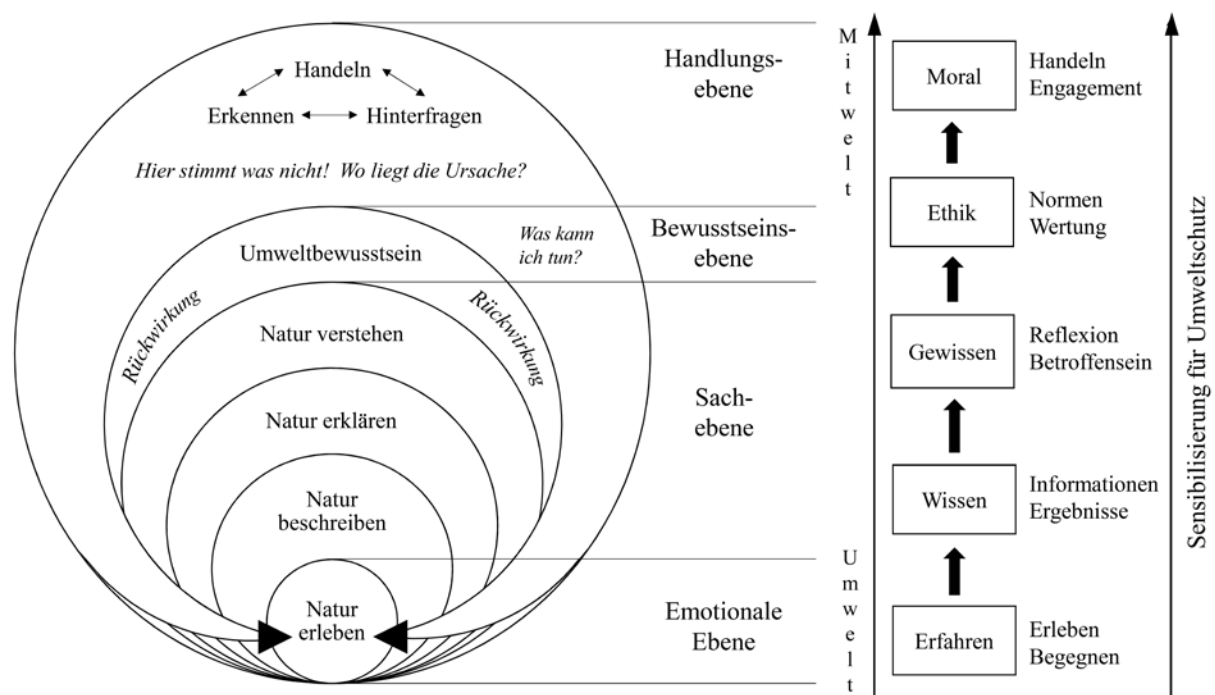 Handeln
Erkennen
Hinterfragen
Hier stimmt was nicht! Wo liegt die Ursache?
Umweltbewusstsein
Was kann
ich tun?
Rückwirkung
Rückwirkung
Natur verstehen
Natur erklären
Natur
beschreiben
Natur
erleben
Handlungs-
ebene
Bewusstseins-
ebene
Sach-
ebene
Emotionale
Ebene
Mitwelt
Umwelt
Moral
Handeln
Engagement
Ethik
Normen
Wertung
Gewissen
Reflexion
Betroffensein
Wissen
Informationen
Ergebnisse
Erfahren
Erleben
Begegnen
Sensibilisierung für Umweltschutz